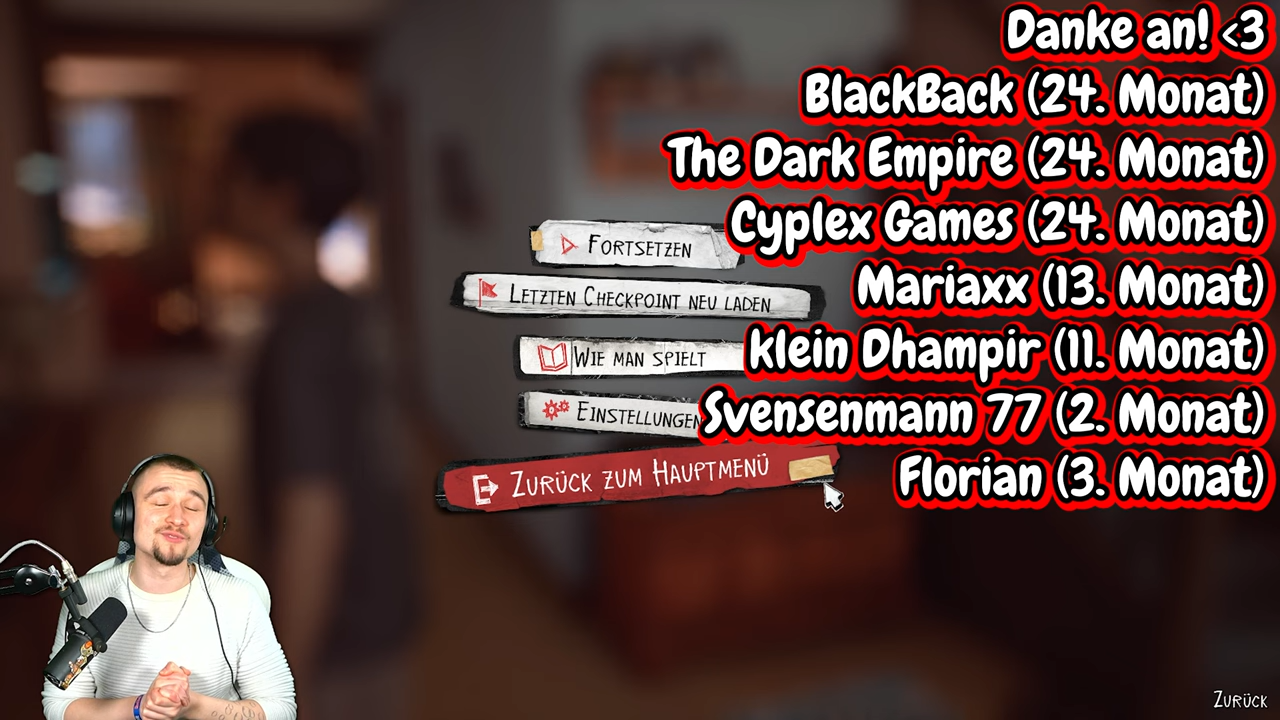 Danke an! <3
BlackBack (24. Monat)
The Dark Empire (24. Monat)
Cyplex Games (24. Monat)
Mariaxx (13. Monat)
klein Dhampir (11. Monat)
Svensenmann 77 (2. Monat)
Florian (3. Monat)
Fortsetzen
Letzten Checkpoint neu laden
Wie man spielt
Einstellungen
Zurück zum Hauptmenü
Zurück